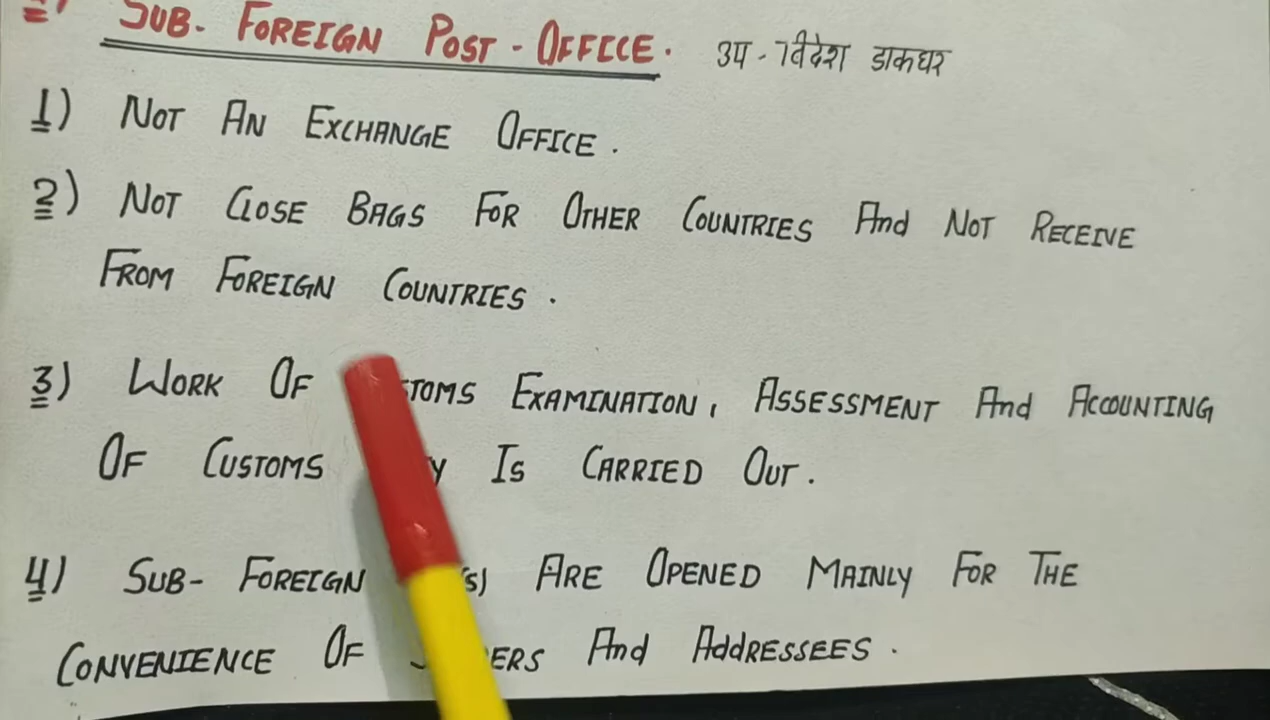 SUB- FOREIGN POST-OFFICE. उप-विदेश डाकघर
1) NOT AN EXCHANGE OFFICE.
2) NOT CLOSE BAGS FOR OTHER COUNTRIES And NOT RECEIVE
FROM FOREIGN COUNTRIES.
3) WORK OF EXAMINATION, ASSESSMENT And ACCOUNTING
OF CUSTOMS IS CARRIED OUT.
4) SUB- FOREIGN ARE OPENED MAINLY FOR THE
CONVENIENCE OF And AddRESSEES.